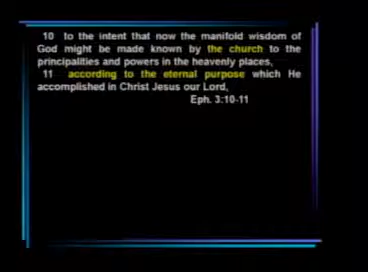 10 to the intent that now the manifold wisdom of
God might be made known by the church to the
principalities and powers in the heavenly places,
11 according to the eternal purpose which He
accomplished in Christ Jesus our Lord,
Eph. 3:10-11